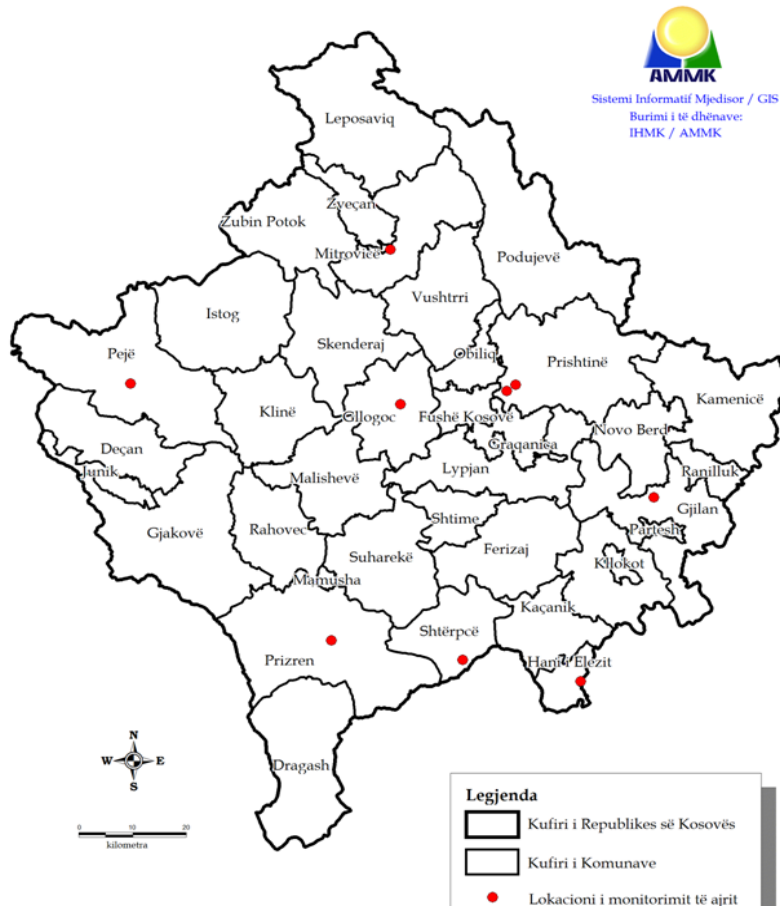 AMMK
Sistemi Informatif Mjedisor / GIS
Burimi i të dhënave:
IHMK / AMMK
Leposaviq
Zveçan
Zubin Potok
Mitrovicë
Podujevë
Vushtrri
Istog
Skenderaj
Obiliq
Pejë
Prishtinë
Kamenicë
Klinë
Gllogoc
Fushë Kosovë
Novo Berd
Graqanica
Deçan
Lypjan
Ranilluk
Junik
Malishevë
Gjilan
Shtime
Rahovec
Gjakovë
Partesh
Suharekë
Ferizaj
Kllokot
Mamusha
Kaçanik
Shtërpcë
Prizren
Hani i Elezit
Dragash
N
W
E
S
0 10 20
kilometra
Legjenda
Kufiri i Republikes së Kosovës
Kufiri i Komunave
Lokacioni i monitorimit të ajrit